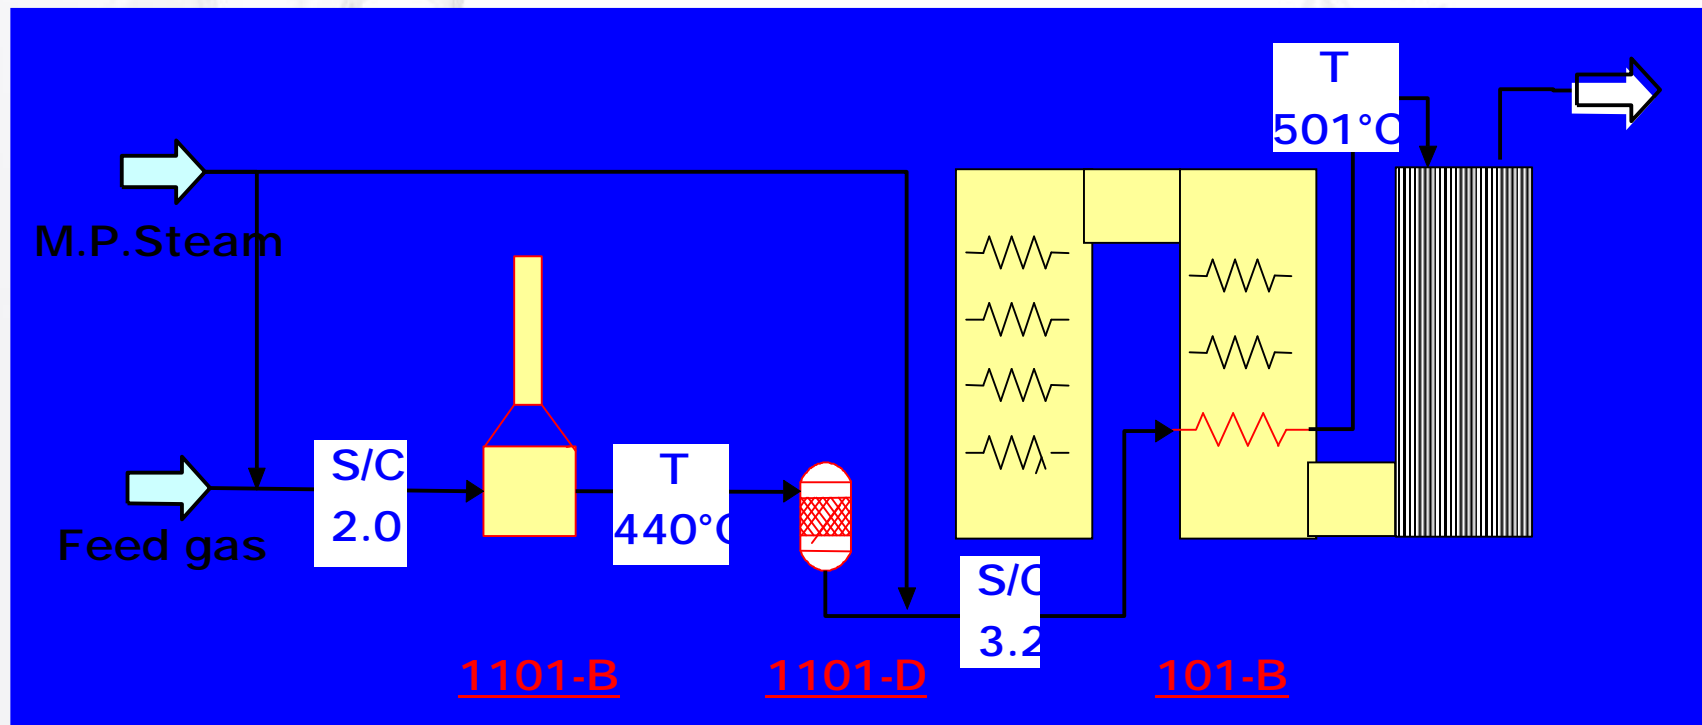 T
501°C
M.P.Steam
S/C
2.0
T
440°C
Feed gas
S/C
3.2
1101-B
1101-D
101-B